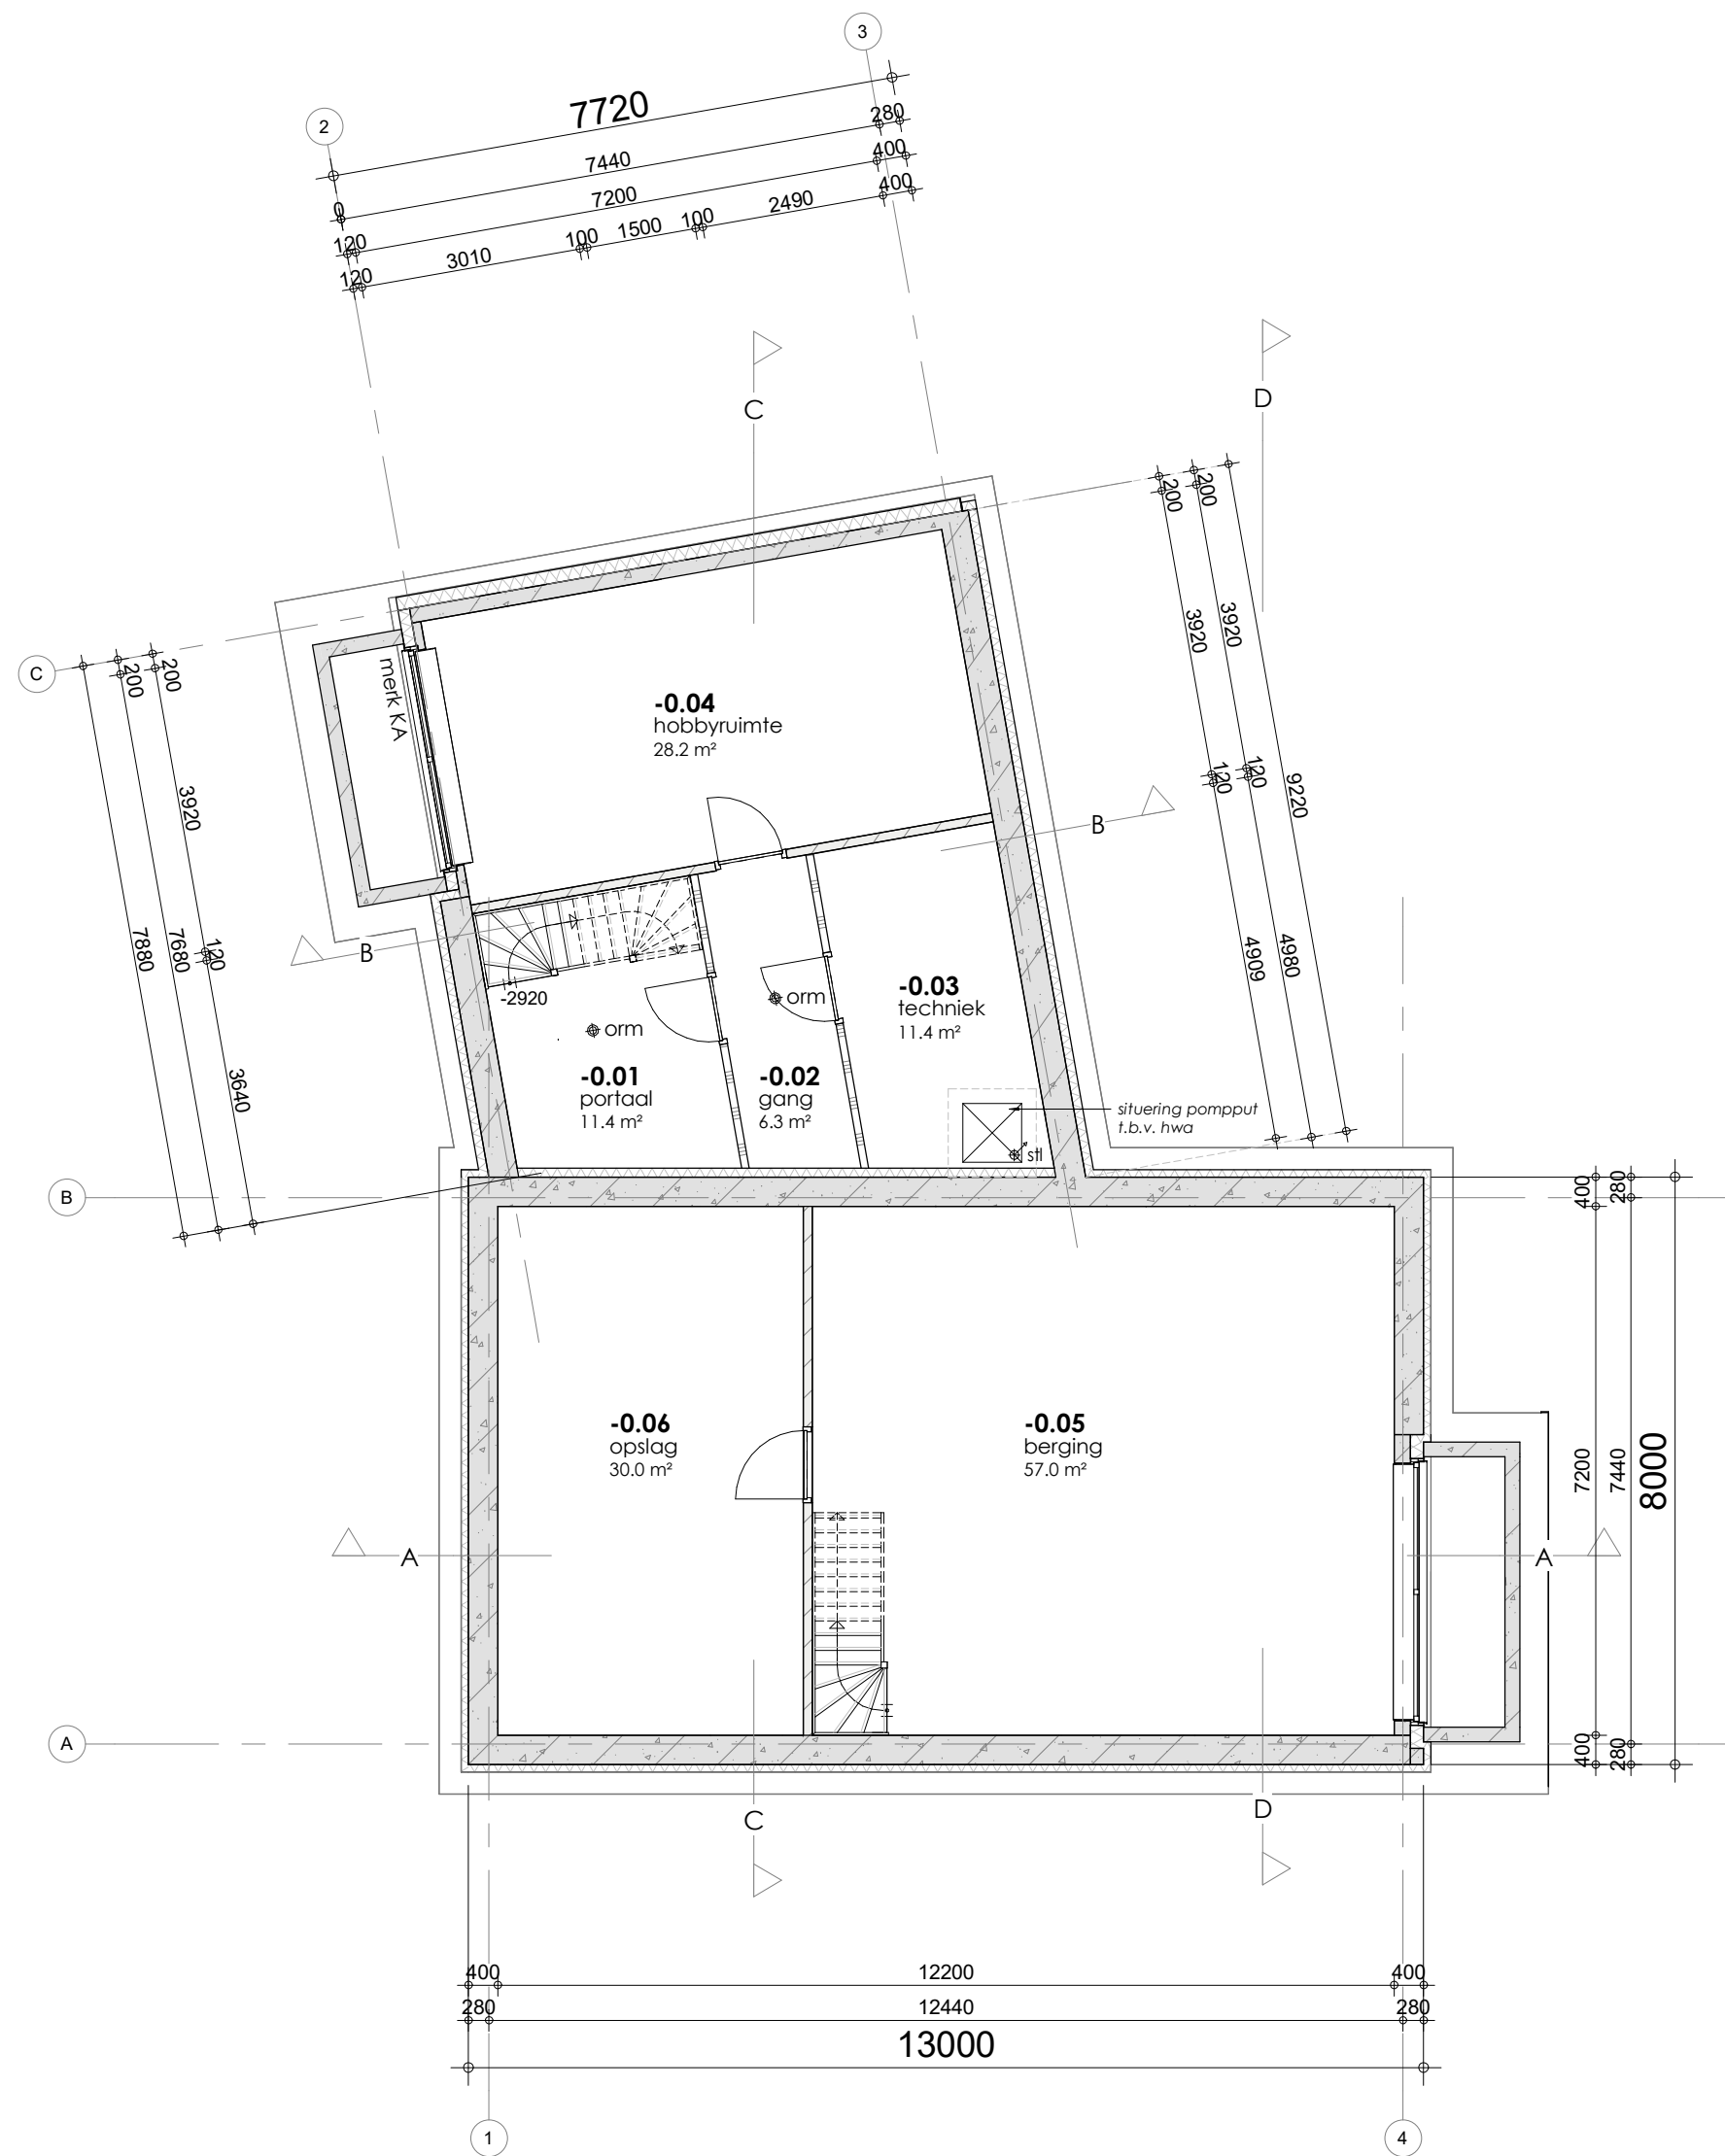 3
2
7720
280
7440
400
7200
400
0
120
3010
100
1500
100
2490
120
C
D
200
200
3920
3920
120
120
9220
4909
4980
C
200
200
3920
120
7880
7680
3640
merk KA
-0.04
hobbyruimte
28.2 m²
B
B
-2920
orm
orm
-0.03
techniek
11.4 m²
-0.01
portaal
11.4 m²
-0.02
gang
6.3 m²
situering pompput
t.b.v. hwa
stl
B
400
280
-0.06
opslag
30.0 m²
-0.05
berging
57.0 m²
7200
7440
8000
A
A
A
400
280
C
D
400
12200
400
280
12440
280
13000
1
4